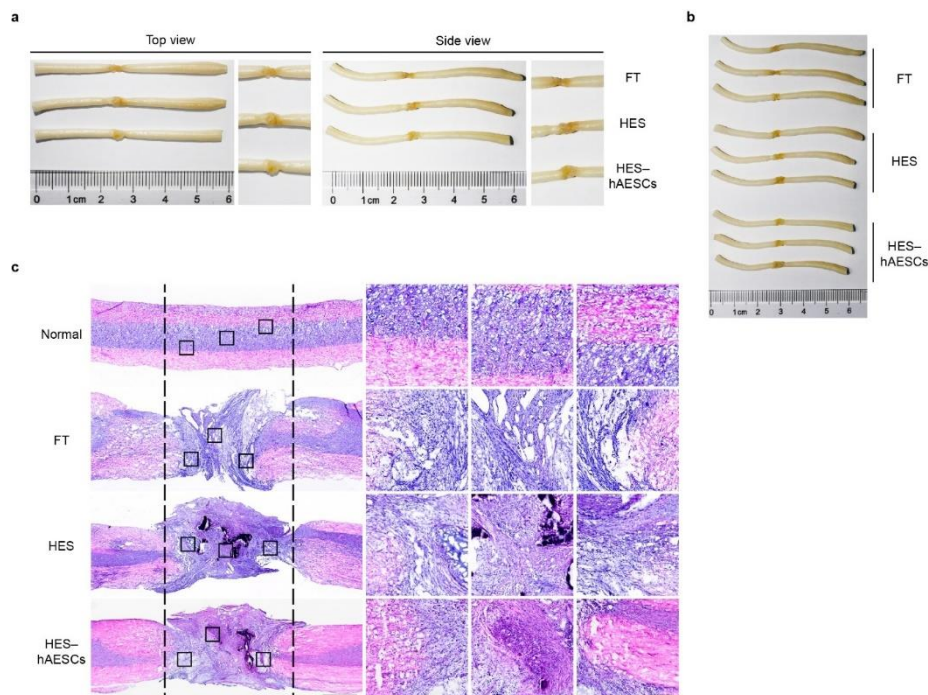 a
Top view
Side view
FT
HES
HES–
hAESCs
0 1cm 2 3 4 5 6
0 1cm 2 3 4 5 6
b
FT
HES
HES–
hAESCs
0 1cm 2 3 4 5 6
c
Normal
FT
HES
HES–
hAESCs